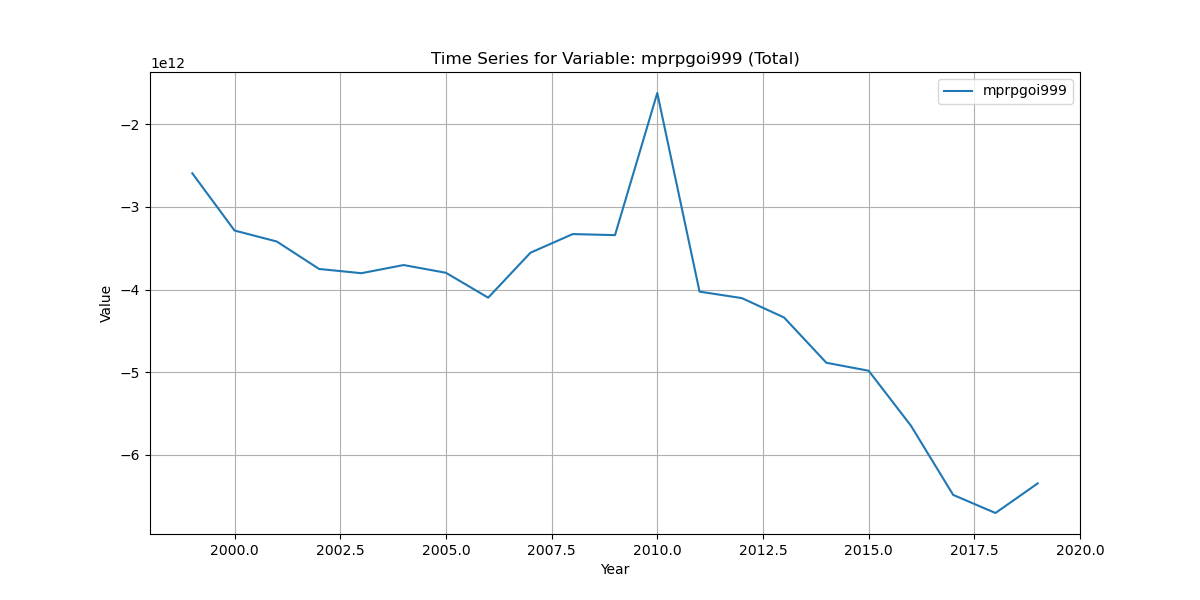 Time Series for Variable: mprpgoi999 (Total)
1e12
mprpgoi999
−2
−3
−4
−5
−6
Value
2000.0 2002.5 2005.0 2007.5 2010.0 2012.5 2015.0 2017.5 2020.0
Year